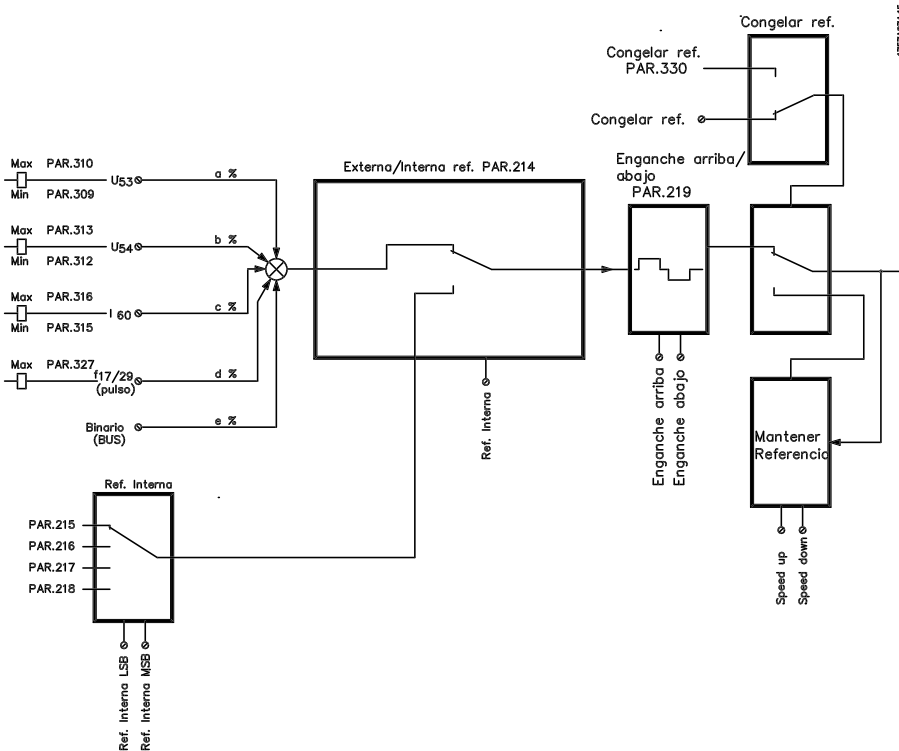 Congelar ref.
Congelar ref.
PAR.330
Congelar ref.
Enganche arriba/
abajo
PAR.219
Externa/Interna ref. PAR.214
Max PAR.310
U53 a %
Min PAR.309
Max PAR.313
U54 b %
Min PAR.312
Max PAR.316
I 60 c %
Min PAR.315
Max PAR.327
f17/29
(pulso)
d %
Binario
(BUS)
e %
Ref. Interna
Enganche arriba
Enganche abajo
Mantener
Referencia
Speed up
Speed down
Ref. Interna
PAR.215
PAR.216
PAR.217
PAR.218
Ref. Interna LSB
Ref. Interna MSB